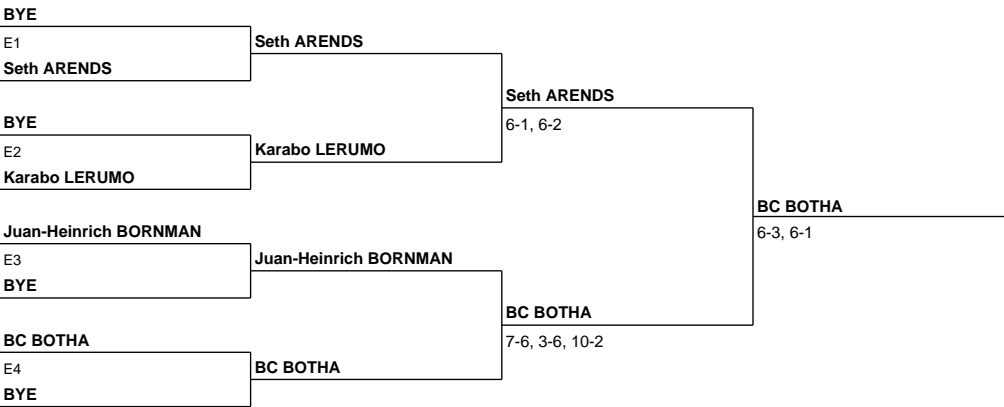 BYE
E1
Seth ARENDS
Seth ARENDS
BYE
E2
Karabo LERUMO
Karabo LERUMO
Seth ARENDS
6-1, 6-2
Juan-Heinrich BORNMAN
E3
BYE
Juan-Heinrich BORNMAN
BC BOTHA
E4
BYE
BC BOTHA
BC BOTHA
7-6, 3-6, 10-2
BC BOTHA
6-3, 6-1